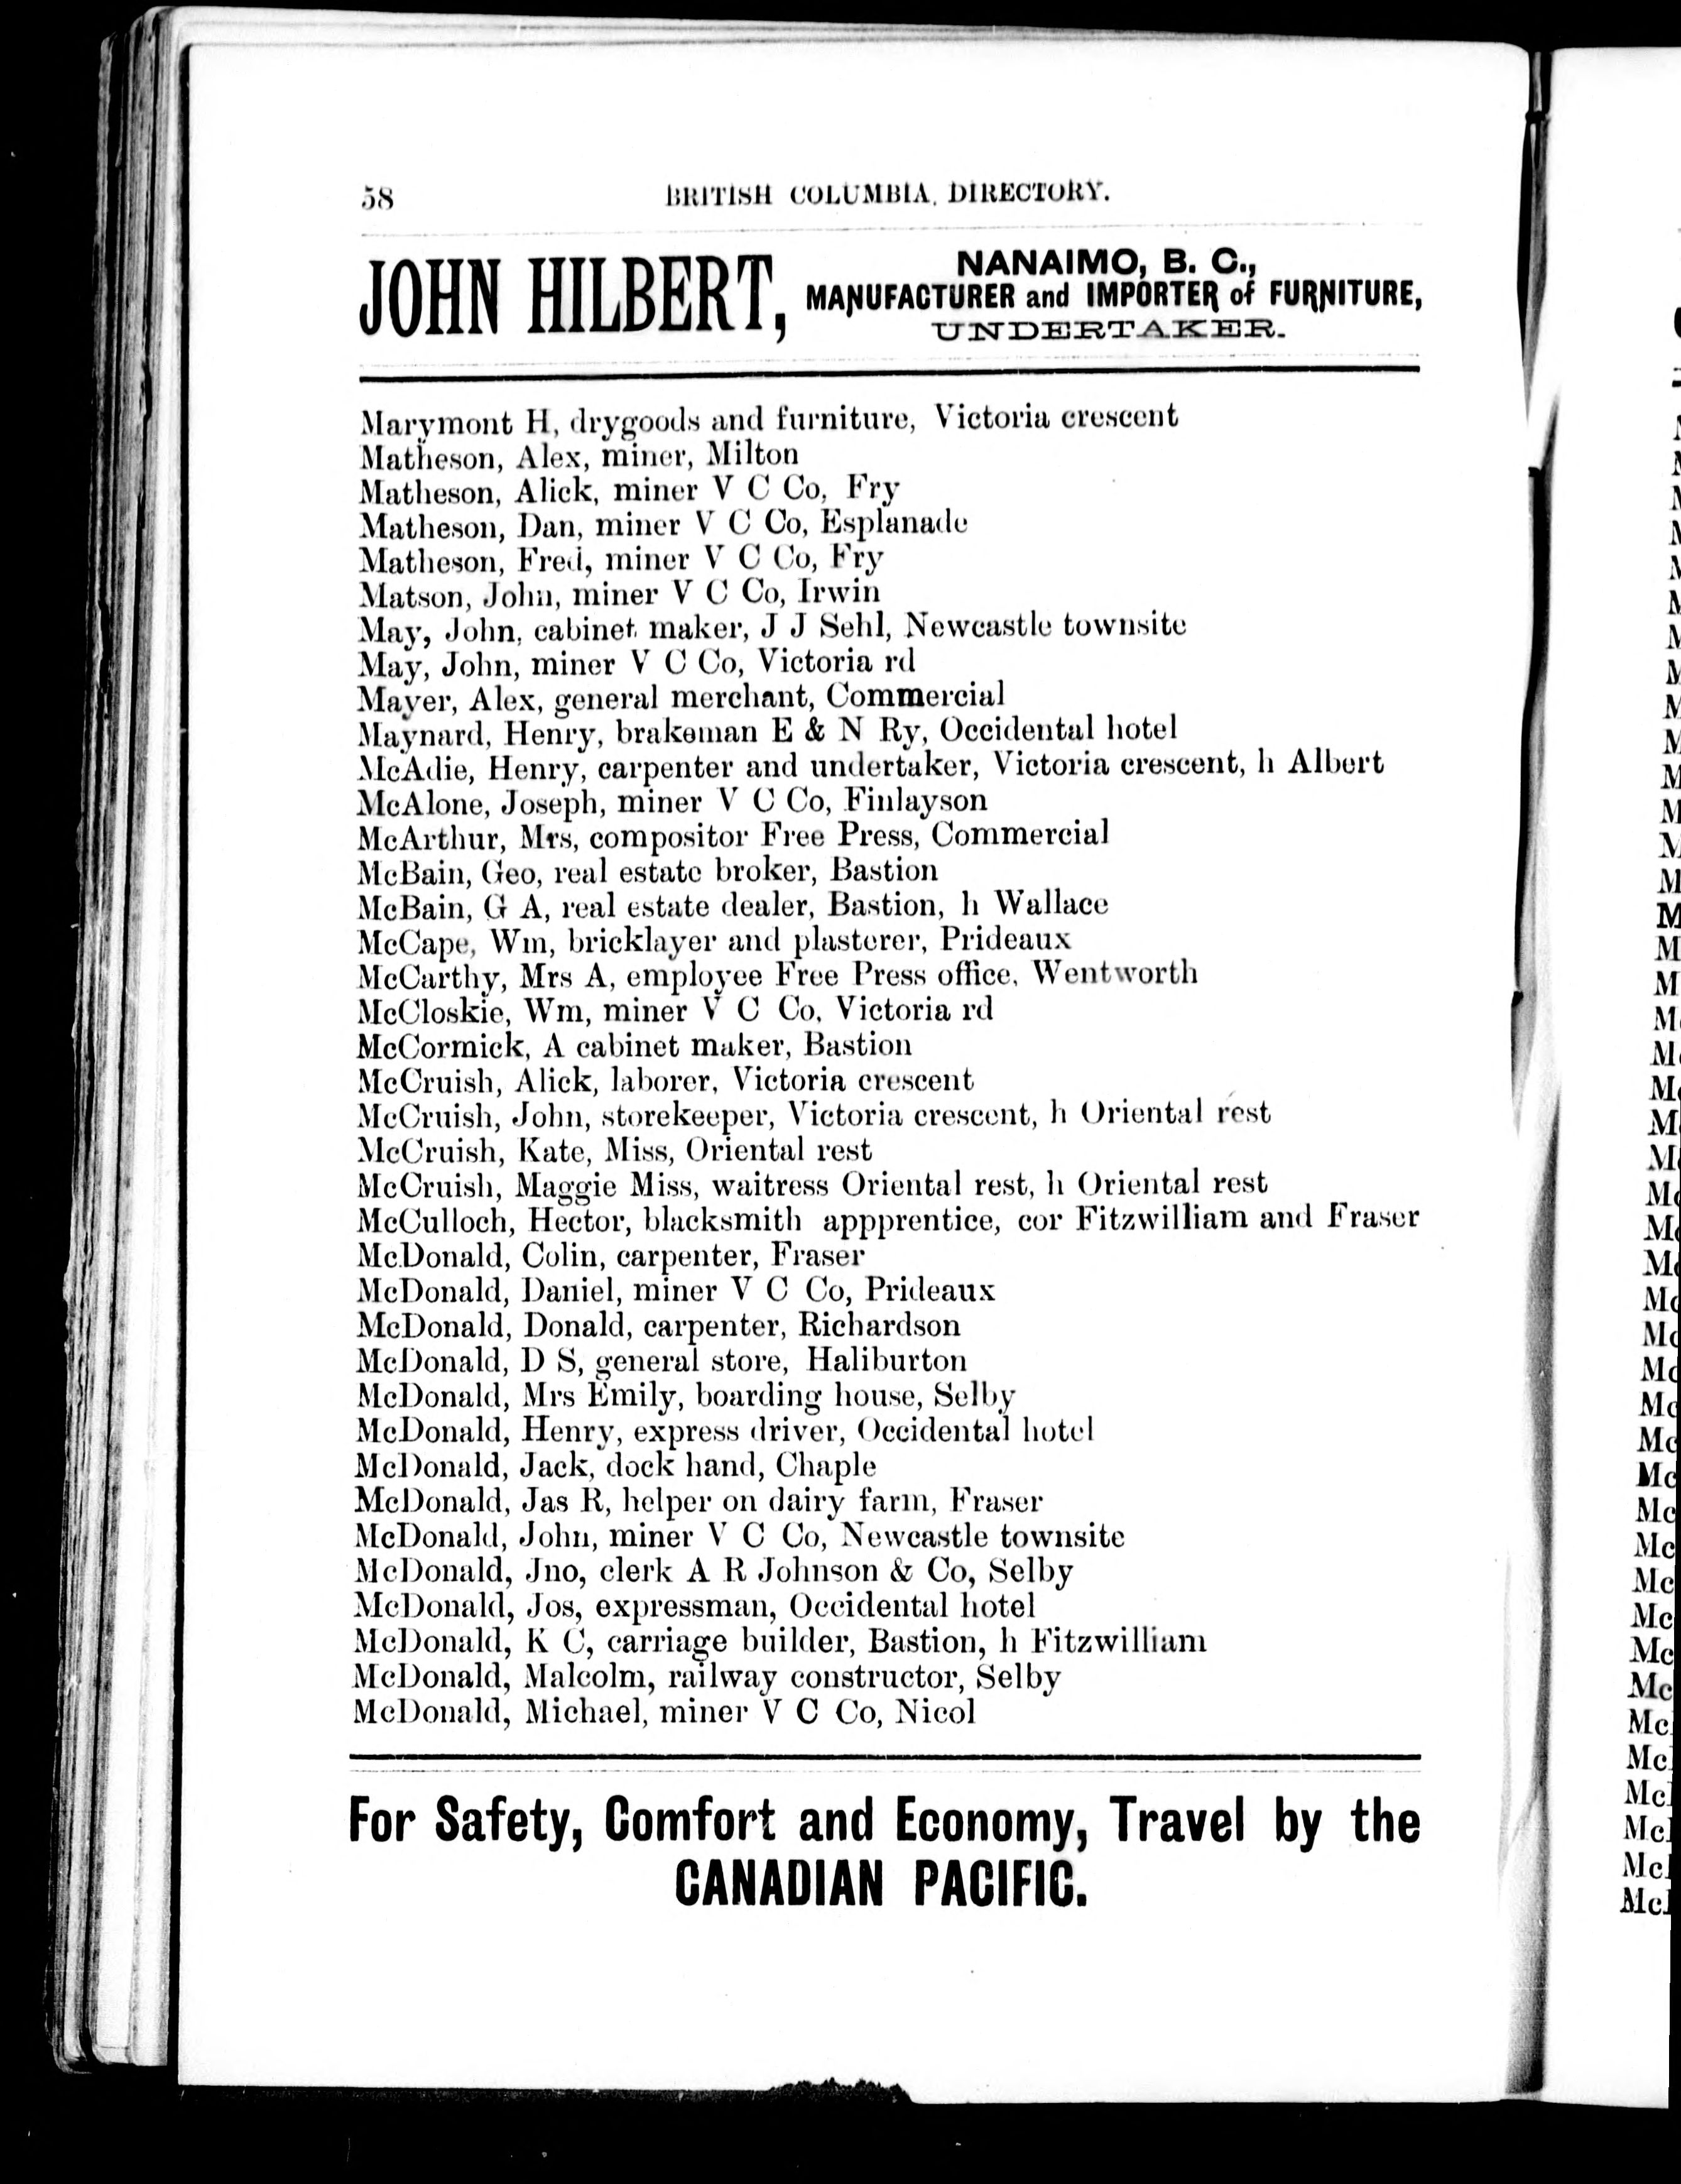 58
BRITISH COLUMBIA DIRECTORY.
JOHN HILBERT,
NANAIMO, B. C.,
MANUFACTURER and IMPORTER of FURNITURE,
UNDERTAKER.
Marymont H, drygoods and furniture, Victoria crescent
Matheson, Alex, miner, Milton
Matheson, Alick, miner V C Co, Fry
Matheson, Dan, miner V C Co, Esplanade
Matheson, Fred, miner V C Co, Fry
Matson, John, miner V C Co, Irwin
May, John, cabinet maker, J J Sehl, Newcastle townsite
May, John, miner V C Co, Victoria rd
Mayer, Alex, general merchant, Commercial
Maynard, Henry, brakeman E & N Ry, Occidental hotel
McAdie, Henry, carpenter and undertaker, Victoria crescent, h Albert
McAlone, Joseph, miner V C Co, Finlayson
McArthur, Mrs, compositor Free Press, Commercial
McBain, Geo, real estate broker, Bastion
McBain, G A, real estate dealer, Bastion, h Wallace
McCape, Wm, bricklayer and plasterer, Prideaux
McCarthy, Mrs A, employee Free Press office, Wentworth
McCloskie, Wm, miner V C Co, Victoria rd
McCormick, A cabinet maker, Bastion
McCruish, Alick, laborer, Victoria crescent
McCruish, John, storekeeper, Victoria crescent, h Oriental rest
McCruish, Kate, Miss, Oriental rest
McCruish, Maggie Miss, waitress Oriental rest, h Oriental rest
McCulloch, Hector, blacksmith appprentice, cor Fitzwilliam and Fraser
McDonald, Colin, carpenter, Fraser
McDonald, Daniel, miner V C Co, Prideaux
McDonald, Donald, carpenter, Richardson
McDonald, D S, general store, Haliburton
McDonald, Mrs Emily, boarding house, Selby
McDonald, Henry, express driver, Occidental hotel
McDonald, Jack, dock hand, Chaple
McDonald, Jas R, helper on dairy farm, Fraser
McDonald, John, miner V C Co, Newcastle townsite
McDonald, Jno, clerk A R Johnson & Co, Selby
McDonald, Jos, expressman, Occidental hotel
McDonald, K C, carriage builder, Bastion, h Fitzwilliam
McDonald, Malcolm, railway constructor, Selby
McDonald, Michael, miner V C Co, Nicol
For Safety, Comfort and Economy, Travel by the
CANADIAN PACIFIC.